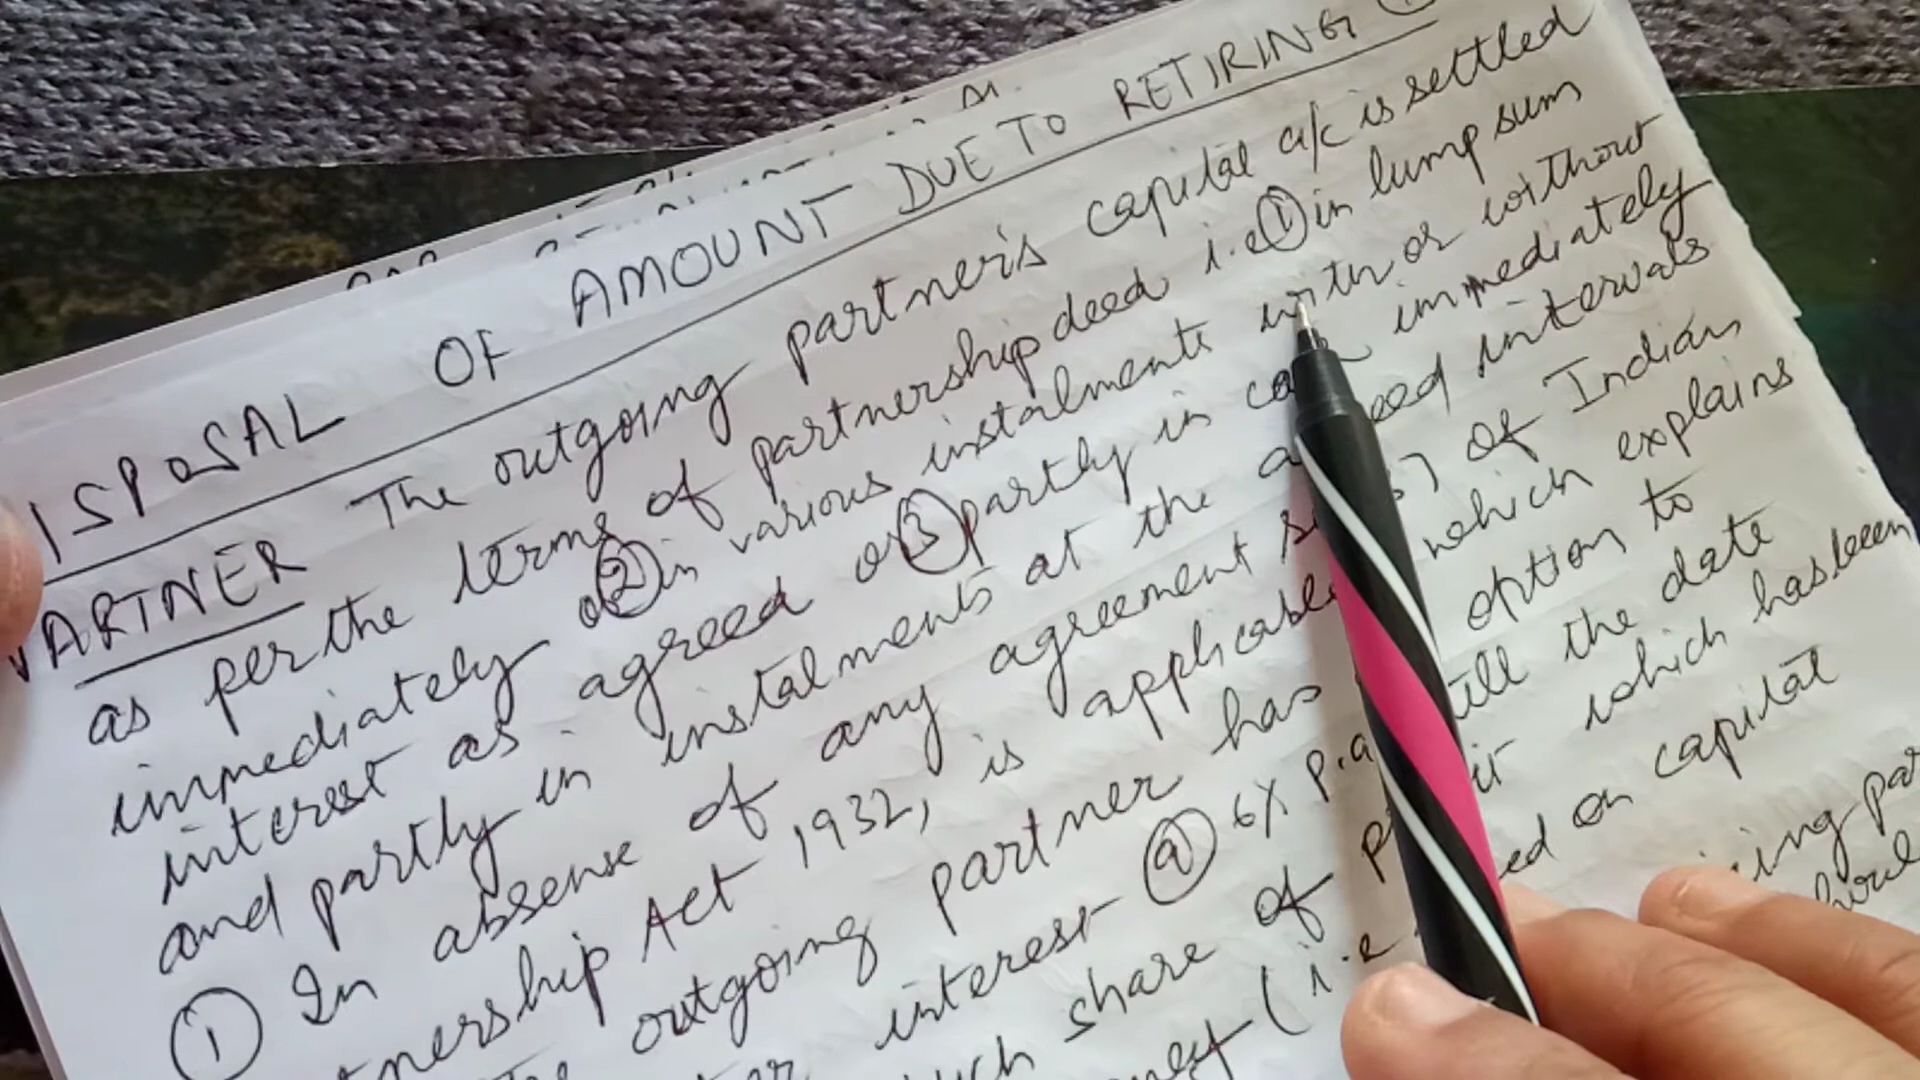 ISPOSAL OF AMOUNT DUE TO RETIRING
ARTNER The outgoing partner's capital a/c is settled
as per the terms of partnership deed i.e ① in lump sum
immediately or ② in various instalments with or without
interest as agreed or ③ partly in immediately
and partly in instalments at the intervals
① In absense of any agreement of Indian
nership Act 1932, is applicable which explains
outgoing partner has option to
interest @ 6% p.a till the date
share of it which has been
(i.e ed on capital